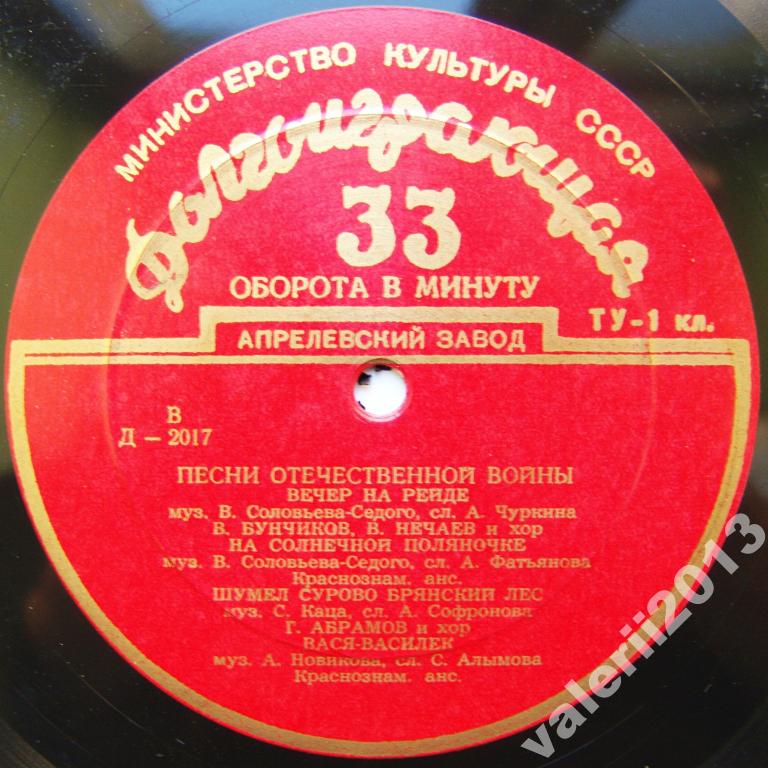 МИНИСТЕРСТВО КУЛЬТУРЫ СССР
Долгоиграющая
33
ОБОРОТА В МИНУТУ
ТУ-1 кл.
АПРЕЛЕВСКИЙ ЗАВОД
В
Д — 2017
ПЕСНИ ОТЕЧЕСТВЕННОЙ ВОЙНЫ
ВЕЧЕР НА РЕЙДЕ
муз. В. Соловьева-Седого, сл. А. Чуркина
В. БУНЧИКОВ, В. НЕЧАЕВ и хор
НА СОЛНЕЧНОЙ ПОЛЯНОЧКЕ
муз. В. Соловьева-Седого, сл. А. Фатьянова
Краснознам. анс.
ШУМЕЛ СУРОВО БРЯНСКИЙ ЛЕС
муз. С. Каца, сл. А. Софронова
Г. АБРАМОВ и хор
ВАСЯ-ВАСИЛЕК
муз. А. Новикова, сл. С. Алымова
Краснознам. анс.
valerii2013